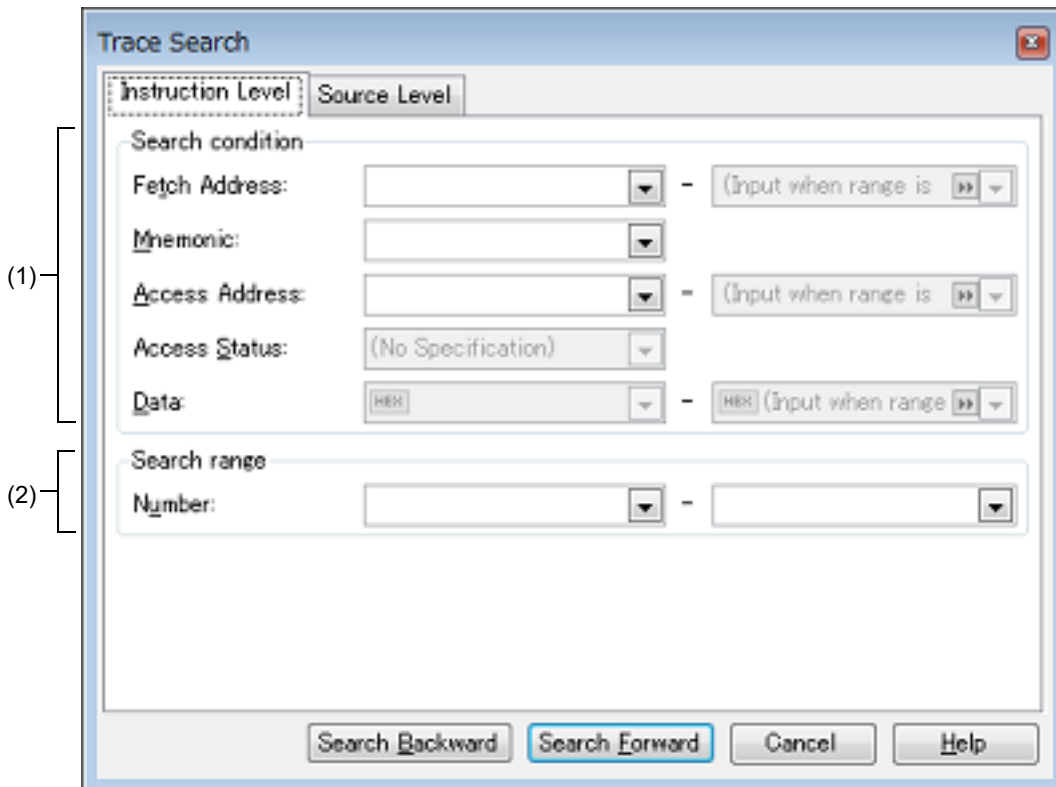 Trace Search
Instruction Level Source Level
Search condition
Fetch Address: - (Input when range is
Mnemonic:
(1)
Access Address: - (Input when range is
Access Status: (No Specification)
Data: HEX - HEX (Input when range
Search range
(2)
Number: -
Search Backward Search Forward Cancel Help